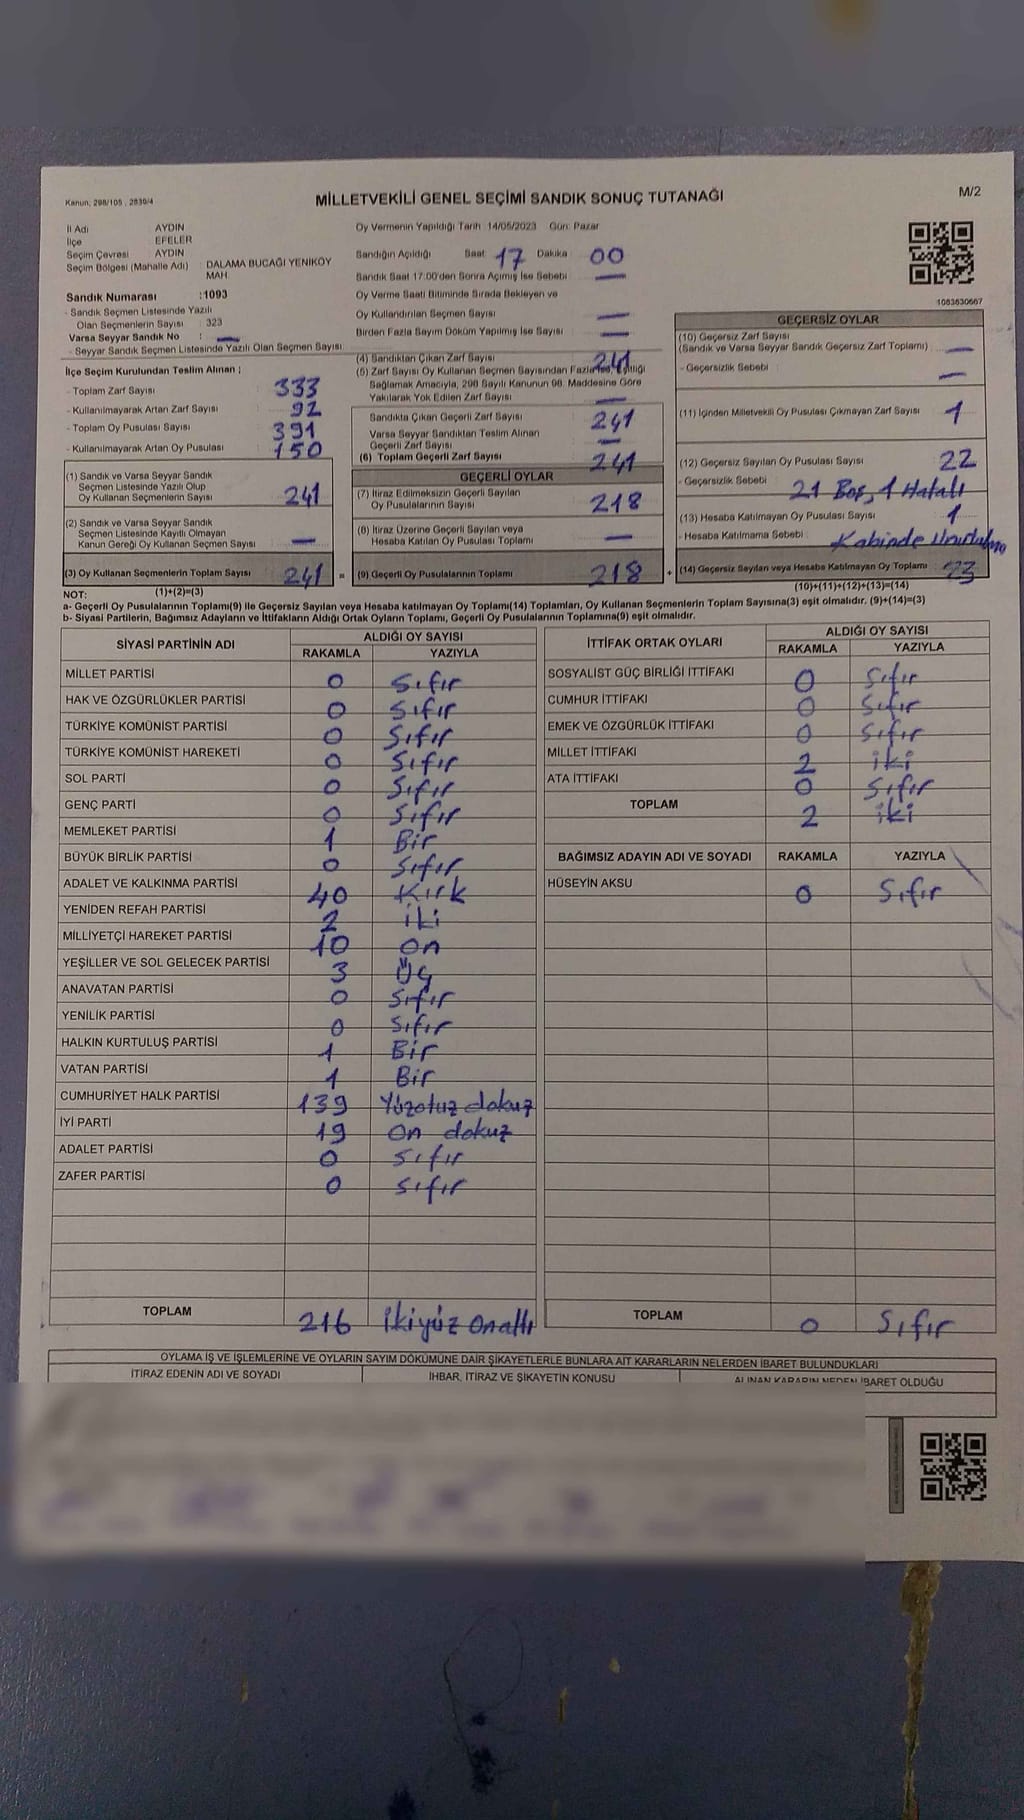 Kanun, 298/105 , 2839/4
MİLLETVEKİLİ GENEL SEÇİMİ SANDIK SONUÇ TUTANAĞI
M/2
İl Adı AYDIN
İlçe EFELER
Seçim Çevresi AYDIN
Seçim Bölgesi (Mahalle Adı) : DALAMA BUCAĞI YENİKÖY MAH.
Sandık Numarası :1093
- Sandık Seçmen Listesinde Yazılı
Olan Seçmenlerin Sayısı : 323
Varsa Seyyar Sandık No : —
- Seyyar Sandık Seçmen Listesinde Yazılı Olan Seçmen Sayısı
Oy Vermenin Yapıldığı Tarih :14/05/2023 Gün: Pazar
Sandığın Açıldığı Saat 17 Dakika 00
Sandık Saat 17:00'den Sonra Açımış İse Sebebi —
Oy Verme Saati Bitiminde Sırada Bekleyen ve
Oy Kullandırılan Seçmen Sayısı —
Birden Fazla Sayım Döküm Yapılmış İse Sayısı —
1083630667
İlçe Seçim Kurulundan Teslim Alınan :
- Toplam Zarf Sayısı 333
- Kullanılmayarak Artan Zarf Sayısı 92
- Toplam Oy Pusulası Sayısı 391
- Kullanılmayarak Artan Oy Pusulası 150
(1) Sandık ve Varsa Seyyar Sandık
Seçmen Listesinde Yazılı Olup
Oy Kullanan Seçmenlerin Sayısı 241
(2) Sandık ve Varsa Seyyar Sandık
Seçmen Listesinde Kayıtlı Olmayan
Kanun Gereği Oy Kullanan Seçmen Sayısı —
(3) Oy Kullanan Seçmenlerin Toplam Sayısı 241 =
(1)+(2)=(3)
(4) Sandıktan Çıkan Zarf Sayısı 241
(5) Zarf Sayısı Oy Kullanan Seçmen Sayısından Fazla ise, Eşitliği
Sağlamak Amacıyla, 298 Sayılı Kanunun 98. Maddesine Göre
Yakılarak Yok Edilen Zarf Sayısı —
Sandıkta Çıkan Geçerli Zarf Sayısı 241
Varsa Seyyar Sandıktan Teslim Alınan
Geçerli Zarf Sayısı —
(6) Toplam Geçerli Zarf Sayısı 241
GEÇERLİ OYLAR
(7) İtiraz Edilmeksizin Geçerli Sayılan
Oy Pusulalarının Sayısı 218
(8) İtiraz Üzerine Geçerli Sayılan veya
Hesaba Katılan Oy Pusulası Toplamı —
(9) Geçerli Oy Pusulalarının Toplamı 218 +
GEÇERSİZ OYLAR
(10) Geçersiz Zarf Sayısı
(Sandık ve Varsa Seyyar Sandık Geçersiz Zarf Toplamı) —
- Geçersizlik Sebebi : —
(11) İçinden Milletvekili Oy Pusulası Çıkmayan Zarf Sayısı 1
(12) Geçersiz Sayılan Oy Pusulası Sayısı 22
- Geçersizlik Sebebi : 21 Boş, 1 Hatalı
(13) Hesaba Katılmayan Oy Pusulası Sayısı 1
- Hesaba Katılmama Sebebi : Kabinde
(14) Geçersiz Sayılan veya Hesaba Katılmayan Oy Toplamı 23
(10)+(11)+(12)+(13)=(14)
NOT:
a- Geçerli Oy Pusulalarının Toplamı(9) ile Geçersiz Sayılan veya Hesaba katılmayan Oy Toplamı(14) Toplamları, Oy Kullanan Seçmenlerin Toplam Sayısına(3) eşit olmalıdır. (9)+(14)=(3)
b- Siyasi Partilerin, Bağımsız Adayların ve İttifakların Aldığı Ortak Oyların Toplamı, Geçerli Oy Pusulalarının Toplamına(9) eşit olmalıdır.
SİYASİ PARTİNİN ADI ALDIĞI OY SAYISI
RAKAMLA YAZIYLA
MİLLET PARTİSİ 0 Sıfır
HAK VE ÖZGÜRLÜKLER PARTİSİ 0 Sıfır
TÜRKİYE KOMÜNİST PARTİSİ 0 Sıfır
TÜRKİYE KOMÜNİST HAREKETİ 0 Sıfır
SOL PARTİ 0 Sıfır
GENÇ PARTİ 0 Sıfır
MEMLEKET PARTİSİ 1 Bir
BÜYÜK BİRLİK PARTİSİ 0 Sıfır
ADALET VE KALKINMA PARTİSİ 40 Kırk
YENİDEN REFAH PARTİSİ 2 İki
MİLLİYETÇİ HAREKET PARTİSİ 10 on
YEŞİLLER VE SOL GELECEK PARTİSİ 3 Üç
ANAVATAN PARTİSİ 0 Sıfır
YENİLİK PARTİSİ 0 Sıfır
HALKIN KURTULUŞ PARTİSİ 1 Bir
VATAN PARTİSİ 1 Bir
CUMHURİYET HALK PARTİSİ 139 Yüzotuz dokuz
İYİ PARTİ 19 on dokuz
ADALET PARTİSİ 0 sıfır
ZAFER PARTİSİ 0 sıfır
TOPLAM 216 İkiyüz onaltı
İTTİFAK ORTAK OYLARI ALDIĞI OY SAYISI
RAKAMLA YAZIYLA
SOSYALIST GÜÇ BİRLİĞİ İTTİFAKI 0 Sıfır
CUMHUR İTTİFAKI 0 Sıfır
EMEK VE ÖZGÜRLÜK İTTİFAKI 0 Sıfır
MİLLET İTTİFAKI 2 iki
ATA İTTİFAKI 0 Sıfır
TOPLAM 2 iki
BAĞIMSIZ ADAYIN ADI VE SOYADI RAKAMLA YAZIYLA
HÜSEYİN AKSU 0 Sıfır
TOPLAM 0 Sıfır
OYLAMA İŞ VE İŞLEMLERİNE VE OYLARIN SAYIM DÖKÜMÜNE DAİR ŞİKAYETLERLE BUNLARA AİT KARARLARIN NELERDEN İBARET BULUNDUKLARI
İTİRAZ EDENİN ADI VE SOYADI
İHBAR, İTİRAZ VE ŞİKAYETİN KONUSU
ALINAN KARARIN NEDEN İBARET OLDUĞU